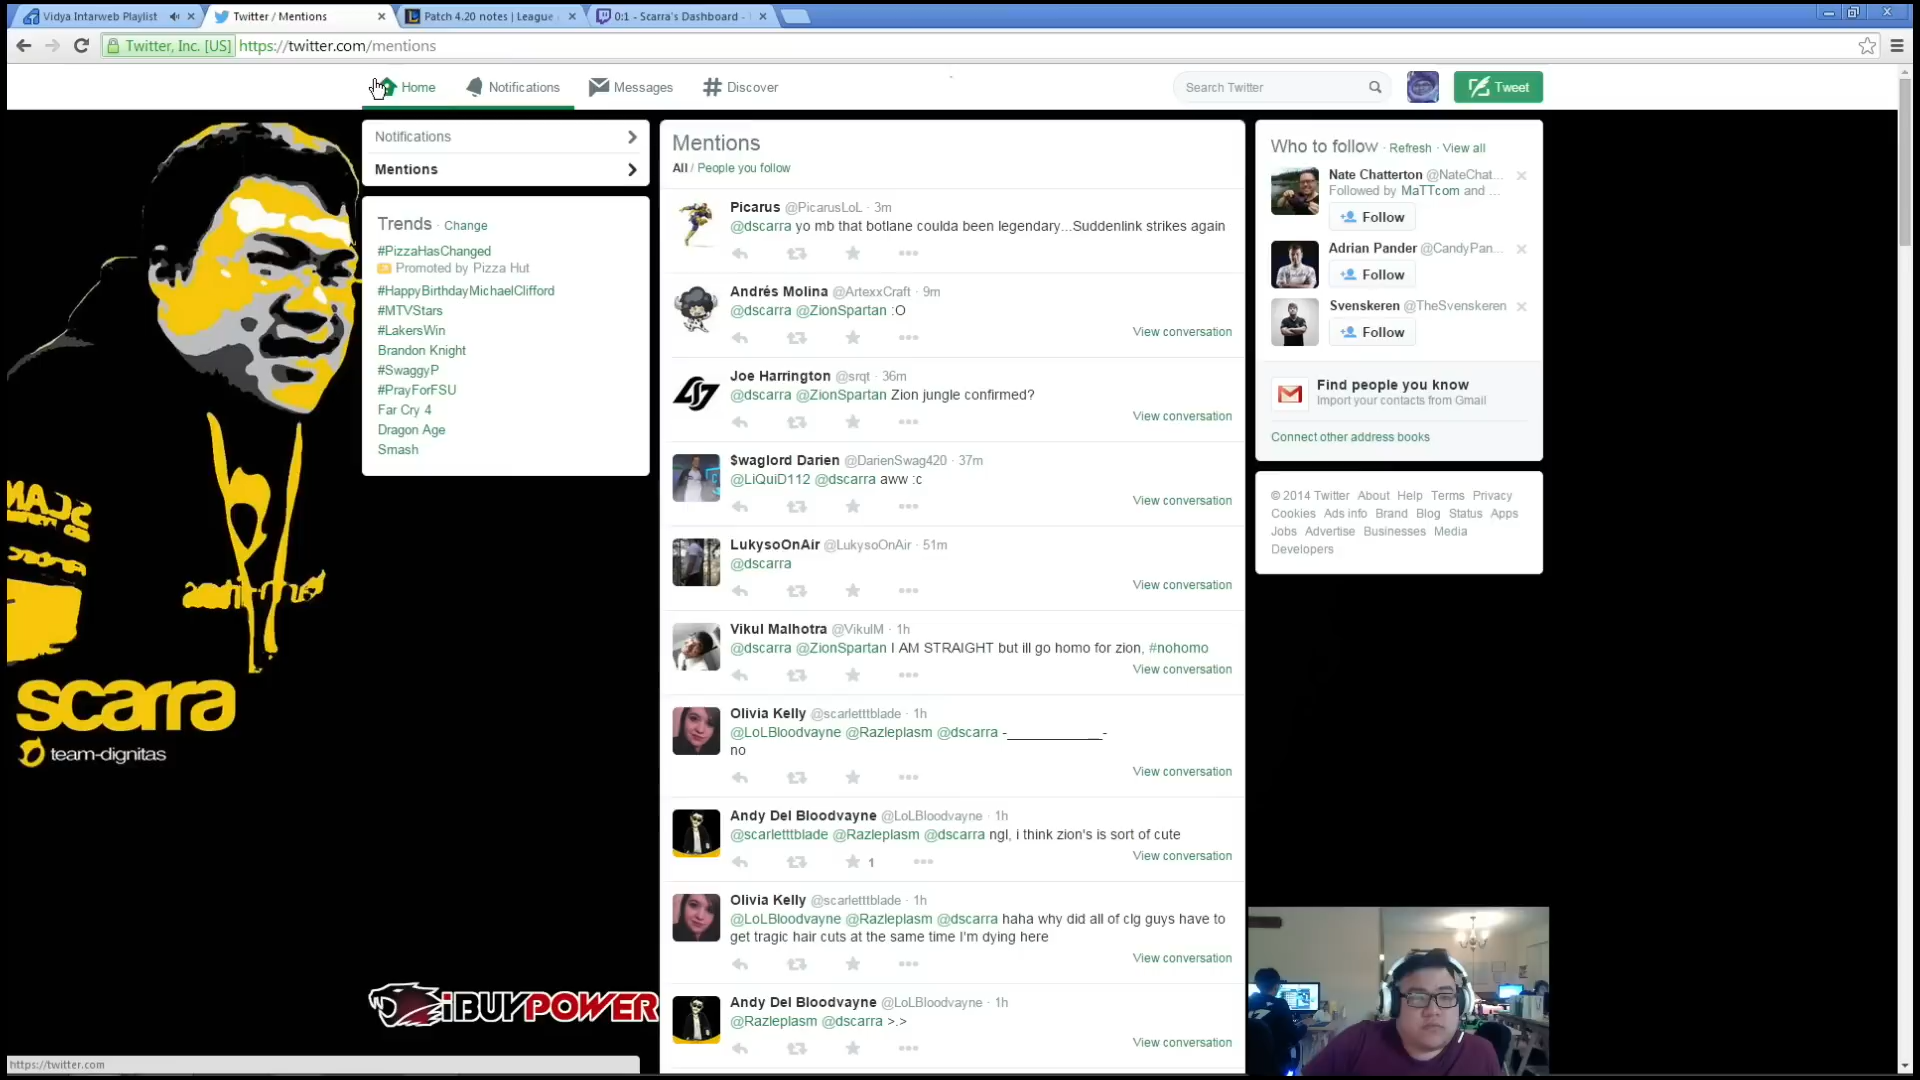 Vidya Intarweb Playlist
Twitter / Mentions
Patch 4.20 notes | League
0:1 - Scarra's Dashboard -
Twitter, Inc. [US] https://twitter.com/mentions
Home
Notifications
Messages
Discover
Search Twitter
Tweet
Notifications
Mentions
Trends · Change
#PizzaHasChanged
Promoted by Pizza Hut
#HappyBirthdayMichaelClifford
#MTVStars
#LakersWin
Brandon Knight
#SwaggyP
#PrayForFSU
Far Cry 4
Dragon Age
Smash
scarra
team-dignitas
iBUYPOWER
https://twitter.com
Mentions
All / People you follow
Picarus @PicarusLoL · 3m
@dscarra yo mb that botlane coulda been legendary...Suddenlink strikes again
Andrés Molina @ArtexxCraft · 9m
@dscarra @ZionSpartan :O
View conversation
Joe Harrington @srqt · 36m
@dscarra @ZionSpartan Zion jungle confirmed?
View conversation
$waglord Darien @DarienSwag420 · 37m
@LiQuiD112 @dscarra aww :c
View conversation
LukysoOnAir @LukysoOnAir · 51m
@dscarra
View conversation
Vikul Malhotra @VikulM · 1h
@dscarra @ZionSpartan I AM STRAIGHT but ill go homo for zion, #nohomo
View conversation
Olivia Kelly @scarletttblade · 1h
@LoLBloodvayne @Razleplasm @dscarra -____________-
no
View conversation
Andy Del Bloodvayne @LoLBloodvayne · 1h
@scarletttblade @Razleplasm @dscarra ngl, i think zion's is sort of cute
1
View conversation
Olivia Kelly @scarletttblade · 1h
@LoLBloodvayne @Razleplasm @dscarra haha why did all of clg guys have to
get tragic hair cuts at the same time I'm dying here
View conversation
Andy Del Bloodvayne @LoLBloodvayne · 1h
@Razleplasm @dscarra >.>
View conversation
Who to follow · Refresh · View all
Nate Chatterton @NateChat...
Followed by MaTTcom and ...
Follow
Adrian Pander @CandyPan...
Follow
Svenskeren @TheSvenskeren
Follow
Find people you know
Import your contacts from Gmail
Connect other address books
© 2014 Twitter About Help Terms Privacy
Cookies Ads info Brand Blog Status Apps
Jobs Advertise Businesses Media
Developers